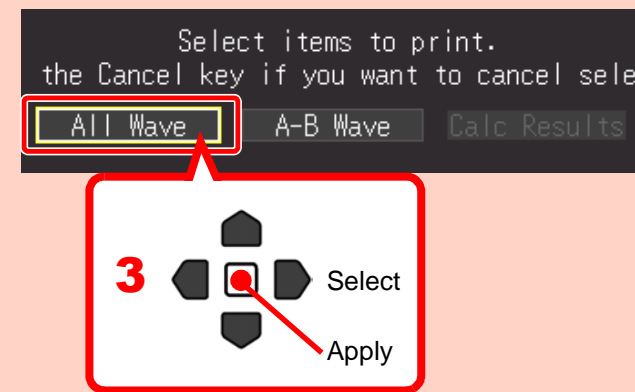 Select items to print.
the Cancel key if you want to cancel sele
All Wave A-B Wave Calc Results
3
Select
Apply